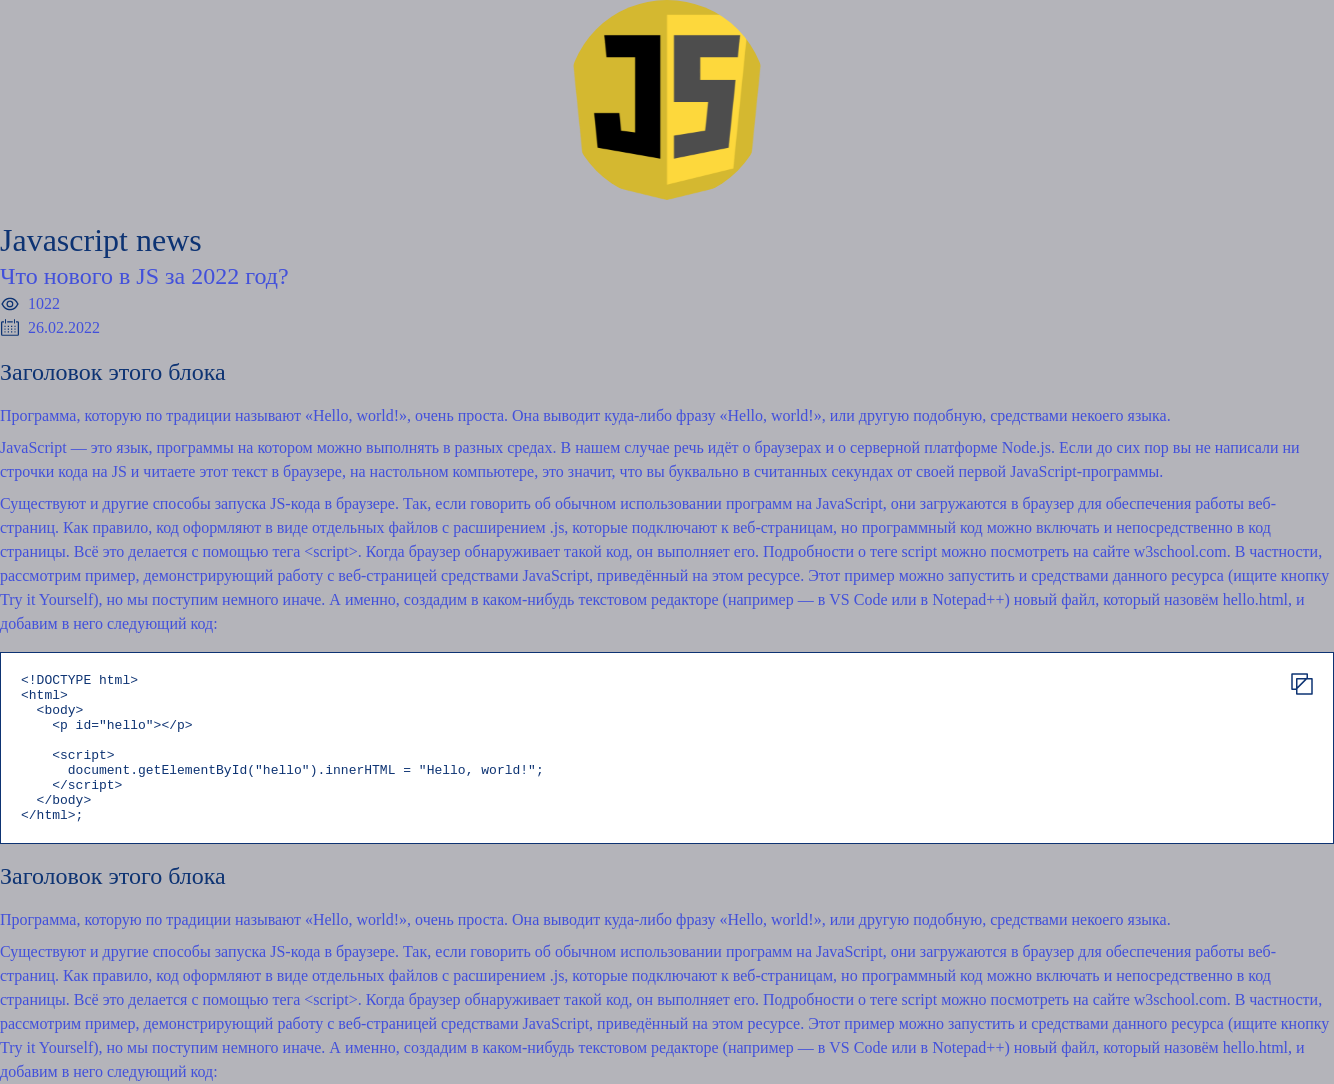 JS
Javascript news
Что нового в JS за 2022 год?
1022
26.02.2022
Заголовок этого блока
Программа, которую по традиции называют «Hello, world!», очень проста. Она выводит куда-либо фразу «Hello, world!», или другую подобную, средствами некоего языка.
JavaScript — это язык, программы на котором можно выполнять в разных средах. В нашем случае речь идёт о браузерах и о серверной платформе Node.js. Если до сих пор вы не написали ни
строчки кода на JS и читаете этот текст в браузере, на настольном компьютере, это значит, что вы буквально в считанных секундах от своей первой JavaScript-программы.
Существуют и другие способы запуска JS-кода в браузере. Так, если говорить об обычном использовании программ на JavaScript, они загружаются в браузер для обеспечения работы веб-
страниц. Как правило, код оформляют в виде отдельных файлов с расширением .js, которые подключают к веб-страницам, но программный код можно включать и непосредственно в код
страницы. Всё это делается с помощью тега <script>. Когда браузер обнаруживает такой код, он выполняет его. Подробности о теге script можно посмотреть на сайте w3school.com. В частности,
рассмотрим пример, демонстрирующий работу с веб-страницей средствами JavaScript, приведённый на этом ресурсе. Этот пример можно запустить и средствами данного ресурса (ищите кнопку
Try it Yourself), но мы поступим немного иначе. А именно, создадим в каком-нибудь текстовом редакторе (например — в VS Code или в Notepad++) новый файл, который назовём hello.html, и
добавим в него следующий код:
<!DOCTYPE html>
<html>
  <body>
    <p id="hello"></p>
    <script>
      document.getElementById("hello").innerHTML = "Hello, world!";
    </script>
  </body>
</html>;
Заголовок этого блока
Программа, которую по традиции называют «Hello, world!», очень проста. Она выводит куда-либо фразу «Hello, world!», или другую подобную, средствами некоего языка.
Существуют и другие способы запуска JS-кода в браузере. Так, если говорить об обычном использовании программ на JavaScript, они загружаются в браузер для обеспечения работы веб-
страниц. Как правило, код оформляют в виде отдельных файлов с расширением .js, которые подключают к веб-страницам, но программный код можно включать и непосредственно в код
страницы. Всё это делается с помощью тега <script>. Когда браузер обнаруживает такой код, он выполняет его. Подробности о теге script можно посмотреть на сайте w3school.com. В частности,
рассмотрим пример, демонстрирующий работу с веб-страницей средствами JavaScript, приведённый на этом ресурсе. Этот пример можно запустить и средствами данного ресурса (ищите кнопку
Try it Yourself), но мы поступим немного иначе. А именно, создадим в каком-нибудь текстовом редакторе (например — в VS Code или в Notepad++) новый файл, который назовём hello.html, и
добавим в него следующий код: